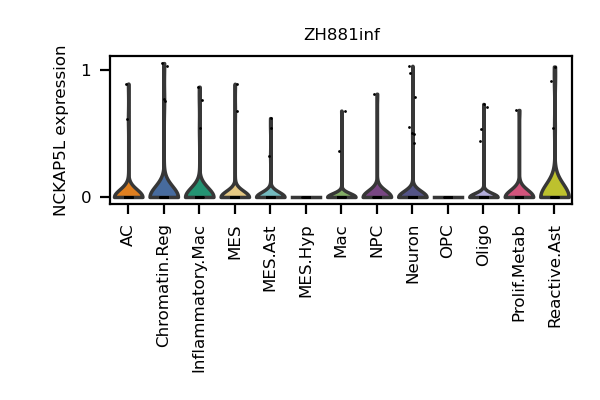 ZH881inf
NCKAP5L expression
1
0
AC
Chromatin.Reg
Inflammatory.Mac
MES
MES.Ast
MES.Hyp
Mac
NPC
Neuron
OPC
Oligo
Prolif.Metab
Reactive.Ast